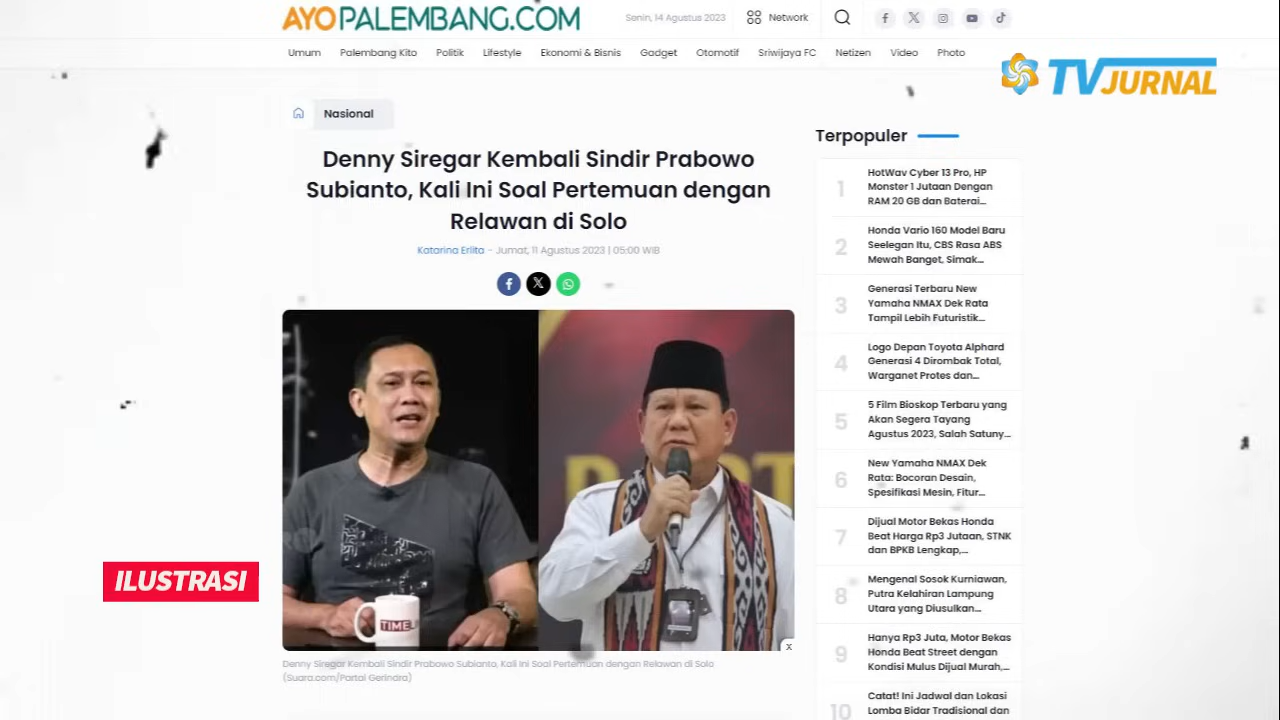 AYOPALEMBANG.COM
Senin, 14 Agustus 2023
Network
Umum Palembang Kito Politik Lifestyle Ekonomi & Bisnis Gadget Otomotif Sriwijaya FC Netizen Video Photo
TVJURNAL
Nasional
Denny Siregar Kembali Sindir Prabowo
Subianto, Kali Ini Soal Pertemuan dengan
Relawan di Solo
Katarina Erlita - Jumat, 11 Agustus 2023 | 05:00 WIB
TIMEL
x
Denny Siregar Kembali Sindir Prabowo Subianto, Kali Ini Soal Pertemuan dengan Relawan di Solo
(Suara.com/Partai Gerindra)
ILUSTRASI
Terpopuler
1 HotWav Cyber 13 Pro, HP
Monster 1 Jutaan Dengan
RAM 20 GB dan Baterai...
2 Honda Vario 160 Model Baru
Seelegan Itu, CBS Rasa ABS
Mewah Banget, Simak...
3 Generasi Terbaru New
Yamaha NMAX Dek Rata
Tampil Lebih Futuristik...
4 Logo Depan Toyota Alphard
Generasi 4 Dirombak Total,
Warganet Protes dan...
5 5 Film Bioskop Terbaru yang
Akan Segera Tayang
Agustus 2023, Salah Satuny...
6 New Yamaha NMAX Dek
Rata: Bocoran Desain,
Spesifikasi Mesin, Fitur...
7 Dijual Motor Bekas Honda
Beat Harga Rp3 Jutaan, STNK
dan BPKB Lengkap,...
8 Mengenal Sosok Kurniawan,
Putra Kelahiran Lampung
Utara yang Diusulkan...
9 Hanya Rp3 Juta, Motor Bekas
Honda Beat Street dengan
Kondisi Mulus Dijual Murah,...
10 Catat! Ini Jadwal dan Lokasi
Lomba Bidar Tradisional dan